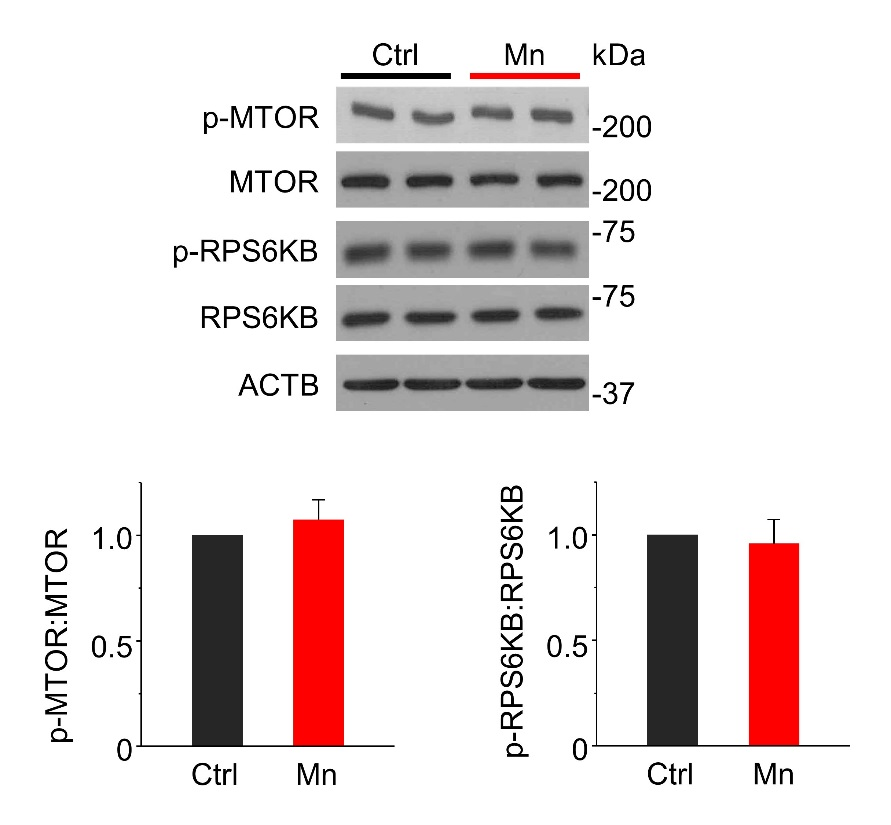 Ctrl Mn kDa
p-MTOR -200
MTOR -200
-75
p-RPS6KB
-75
RPS6KB
ACTB -37
p-MTOR:MTOR
1.0
0.5
0
Ctrl Mn
p-RPS6KB:RPS6KB
1.0
0.5
0
Ctrl Mn